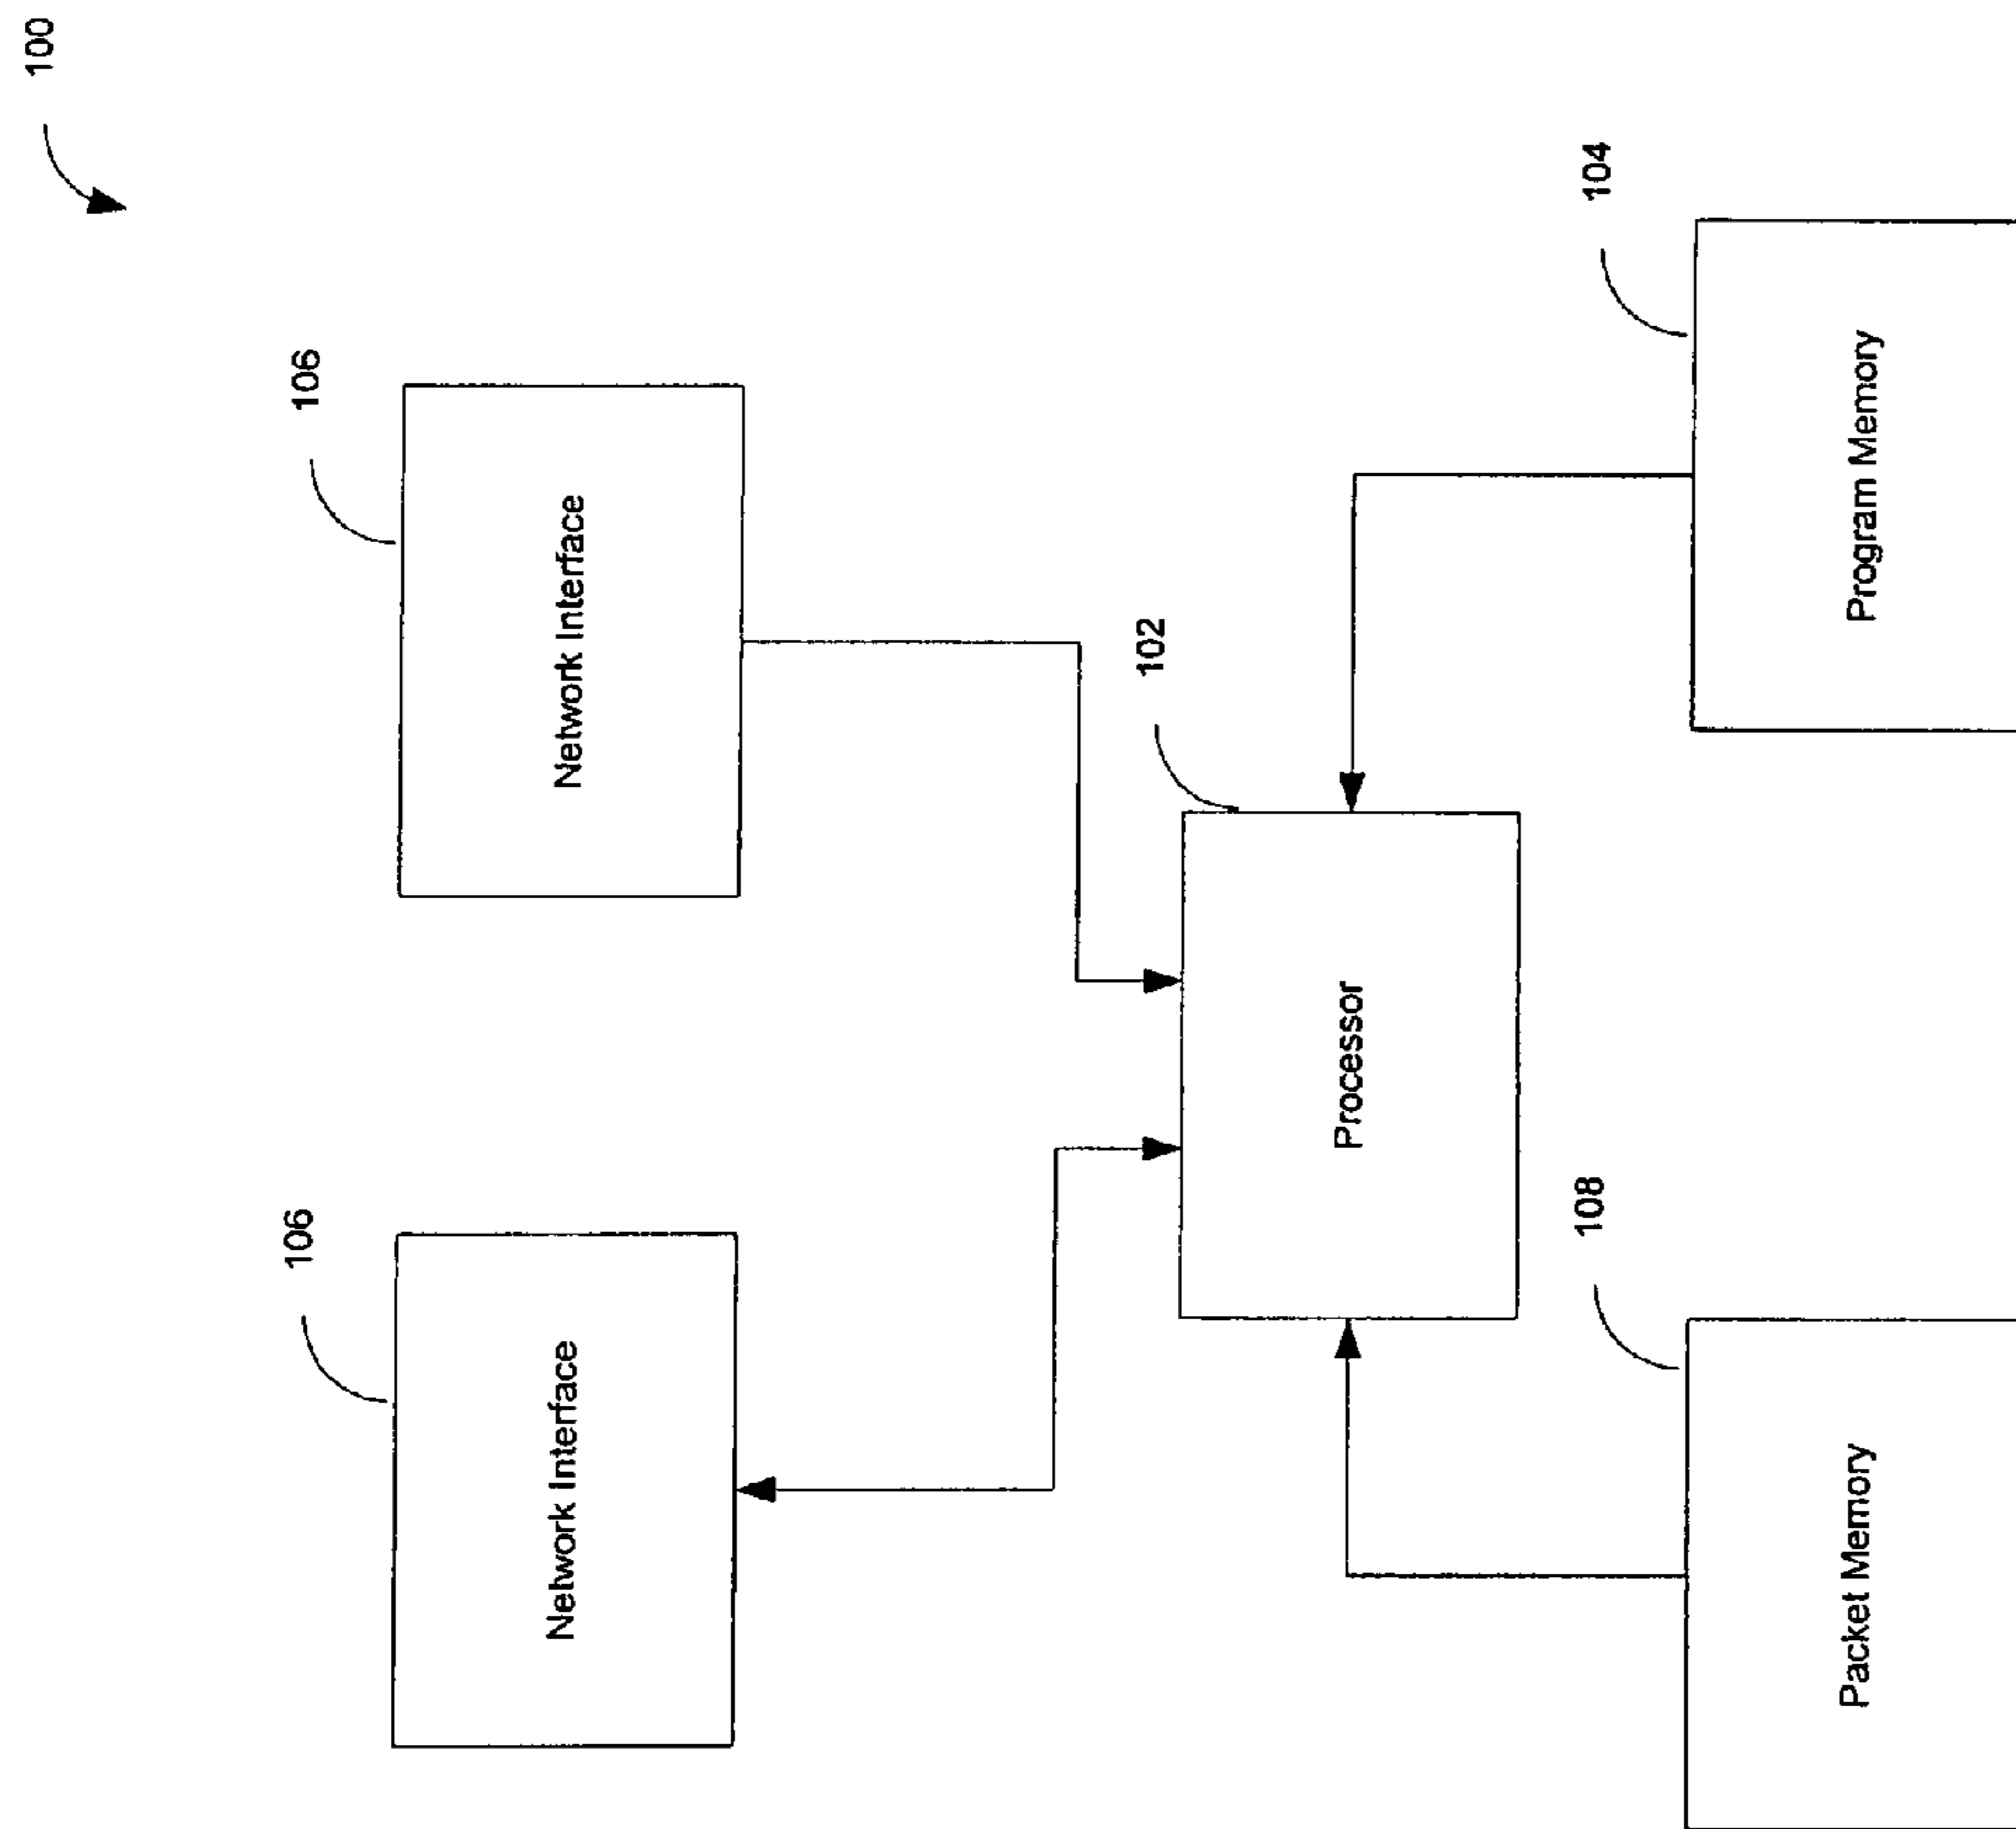 100
106
Network Interface
106
Network Interface
102
Processor
108
Packet Memory
104
Program Memory